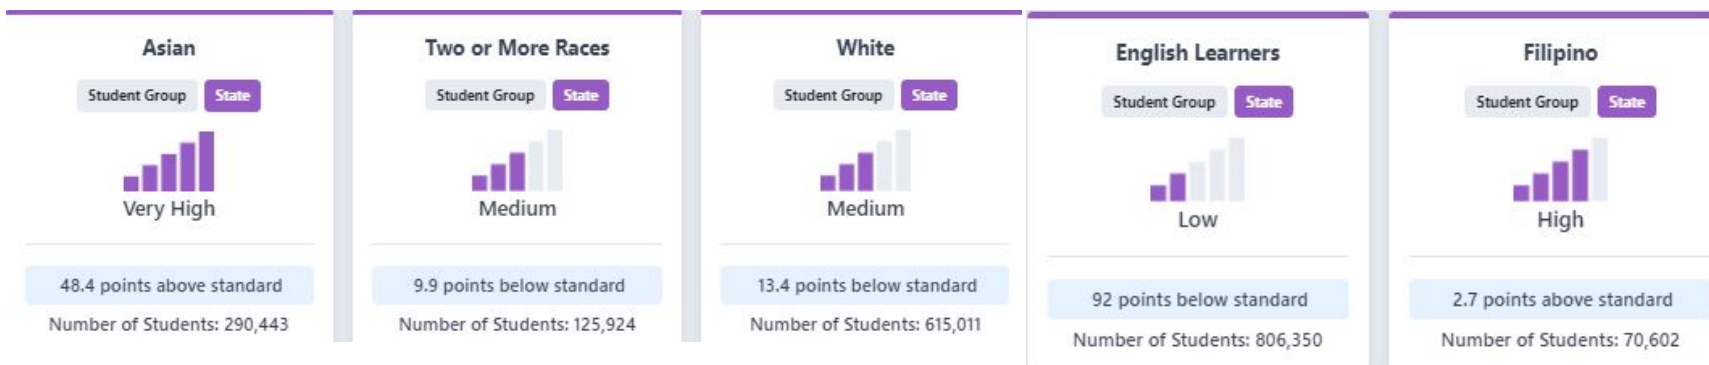 Asian
Student Group State
Very High
48.4 points above standard
Number of Students: 290,443
Two or More Races
Student Group State
Medium
9.9 points below standard
Number of Students: 125,924
White
Student Group State
Medium
13.4 points below standard
Number of Students: 615,011
English Learners
Student Group State
Low
92 points below standard
Number of Students: 806,350
Filipino
Student Group State
High
2.7 points above standard
Number of Students: 70,602